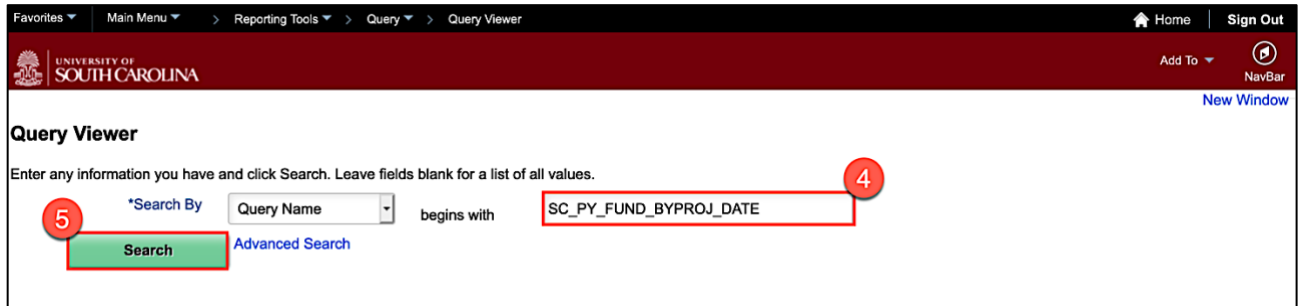 Favorites Main Menu > Reporting Tools > Query > Query Viewer Home Sign Out
UNIVERSITY OF
SOUTH CAROLINA
Add To
NavBar
New Window
Query Viewer
Enter any information you have and click Search. Leave fields blank for a list of all values.
4
*Search By Query Name begins with SC_PY_FUND_BYPROJ_DATE
5
Search Advanced Search